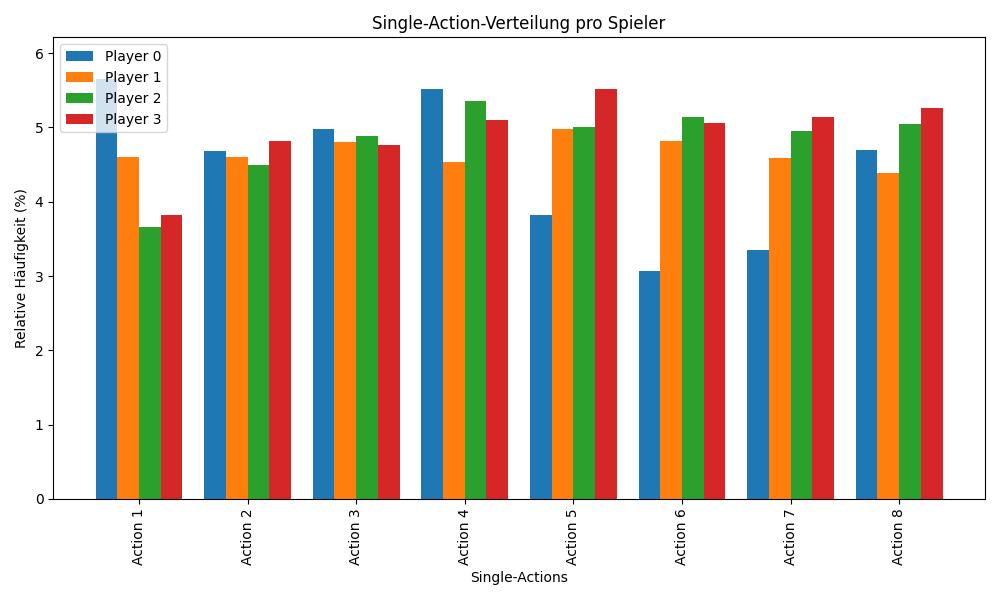 Single-Action-Verteilung pro Spieler
Player 0
Player 1
Player 2
Player 3
Relative Häufigkeit (%)
6
5
4
3
2
1
0
Action 1
Action 2
Action 3
Action 4
Action 5
Action 6
Action 7
Action 8
Single-Actions